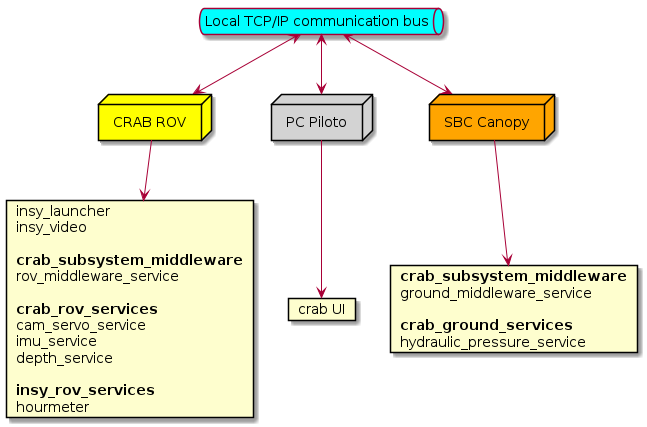 Local TCP/IP communication bus
CRAB ROV
PC Piloto
SBC Canopy
insy_launcher
insy_video
crab_subsystem_middleware
rov_middleware_service
crab_rov_services
cam_servo_service
imu_service
depth_service
insy_rov_services
hourmeter
crab UI
crab_subsystem_middleware
ground_middleware_service
crab_ground_services
hydraulic_pressure_service